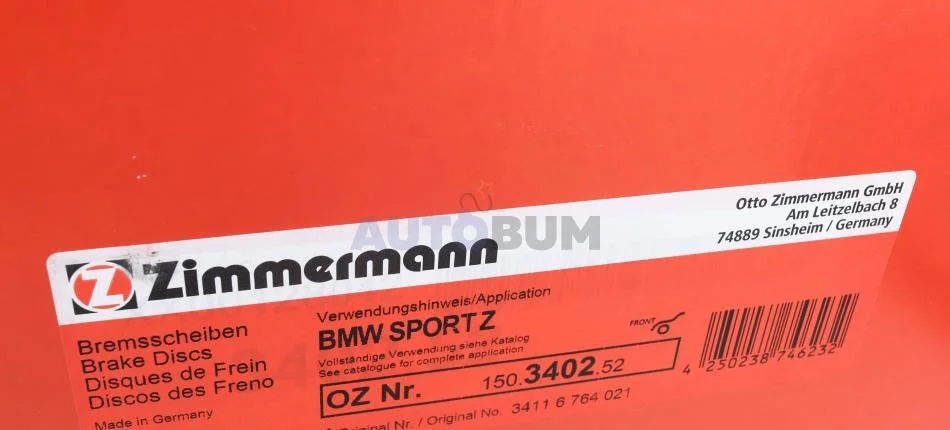 Otto Zimmermann GmbH
Am Leitzelbach 8
74889 Sinsheim / Germany
AUTOBUM
Z Zimmermann
Bremsscheiben
Brake Discs
Disques de Frein
Discos des Freno
Made in Germany
Verwendungshinweis/Application
BMW SPORT Z
Vollständige Verwendung siehe Katalog
See catalogue for complete application
FRONT
OZ Nr. 150.3402.52
Original Nr. / Original No. 3411 6 764 021
4 250238 746232